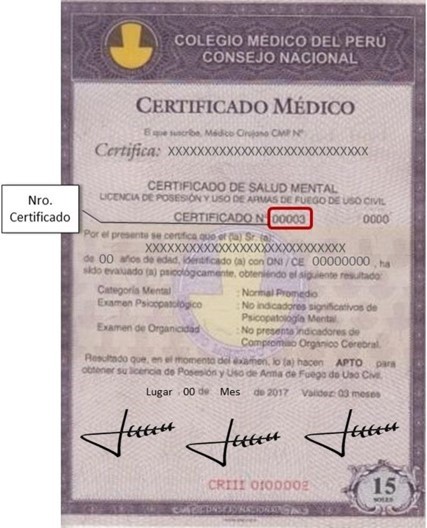 COLEGIO MÉDICO DEL PERÚ
CONSEJO NACIONAL
CERTIFICADO MÉDICO
El que suscribe, Médico Cirujano CMP Nº
Certifica: XXXXXXXXXXXXXXXXXXXXXXXXXXXX
CERTIFICADO DE SALUD MENTAL
LICENCIA DE POSESIÓN Y USO DE ARMAS DE FUEGO DE USO CIVIL
Nro.
Certificado
CERTIFICADO Nº 00003 0000
Por el presente se certifica que el (la) Sr. (a):
XXXXXXXXXXXXXXXXXXXXXXXXXXXX
de 00 años de edad, identificado (a) con DNI / CE 00000000 , ha
sido evaluado (a) psicológicamente, obteniendo el siguiente resultado:
Categoría Mental : Normal Promedio.
Examen Psicopatológico : No indicadores significativos de
Psicopatología Mental.
Examen de Organicidad : No presenta indicadores de
Compromiso Orgánico Cerebral.
Resultado que, en el momento del examen, lo (a) hacen APTO para
obtener su licencia de Posesión y Uso de Arma de Fuego de Uso Civil.
Lugar , 00 de Mes de 2017 Validez: 03 meses
CRIII 0100002
15
SOLES
CONSEJO NACIONAL